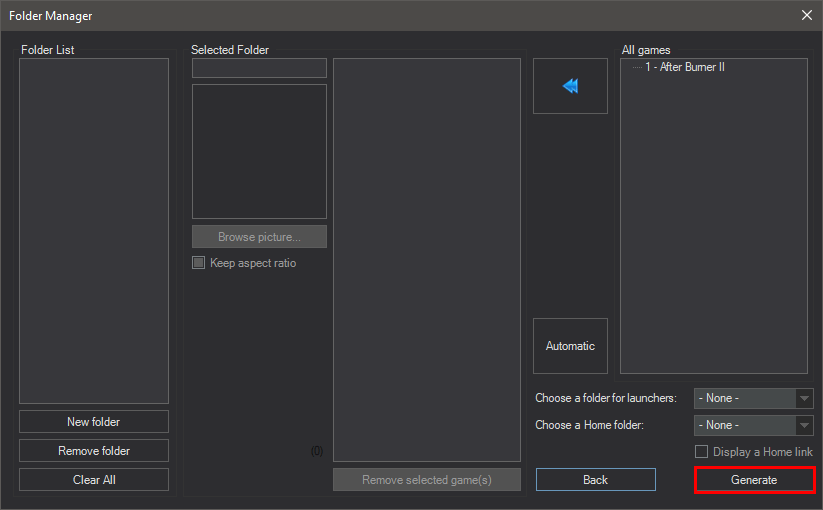 Folder Manager
Folder List
Selected Folder
All games
1 - After Burner II
Browse picture...
Keep aspect ratio
Automatic
Choose a folder for launchers:
- None -
New folder
Choose a Home folder:
- None -
Remove folder
(0)
Display a Home link
Clear All
Remove selected game(s)
Back
Generate